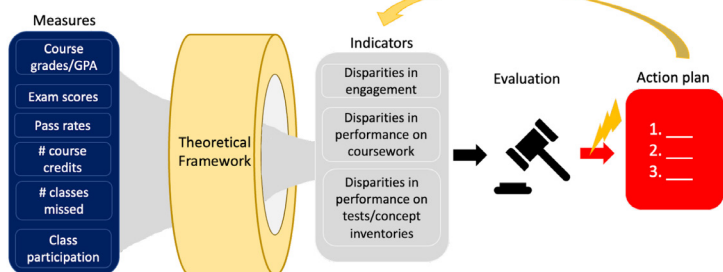 Measures
Course
grades/GPA
Exam scores
Pass rates
# course
credits
# classes
missed
Class
participation
Theoretical
Framework
Indicators
Disparities in
engagement
Disparities in
performance on
coursework
Disparities in
performance on
tests/concept
inventories
Evaluation
Action plan
1. ___
2. ___
3. ___